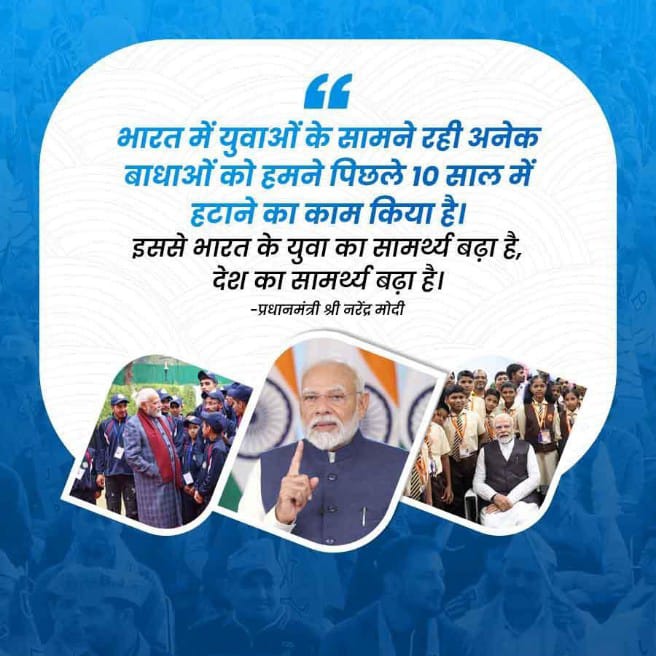 भारत में युवाओं के सामने रही अनेक
बाधाओं को हमने पिछले 10 साल में
हटाने का काम किया है।
इससे भारत के युवा का सामर्थ्य बढ़ा है,
देश का सामर्थ्य बढ़ा है।
-प्रधानमंत्री श्री नरेंद्र मोदी